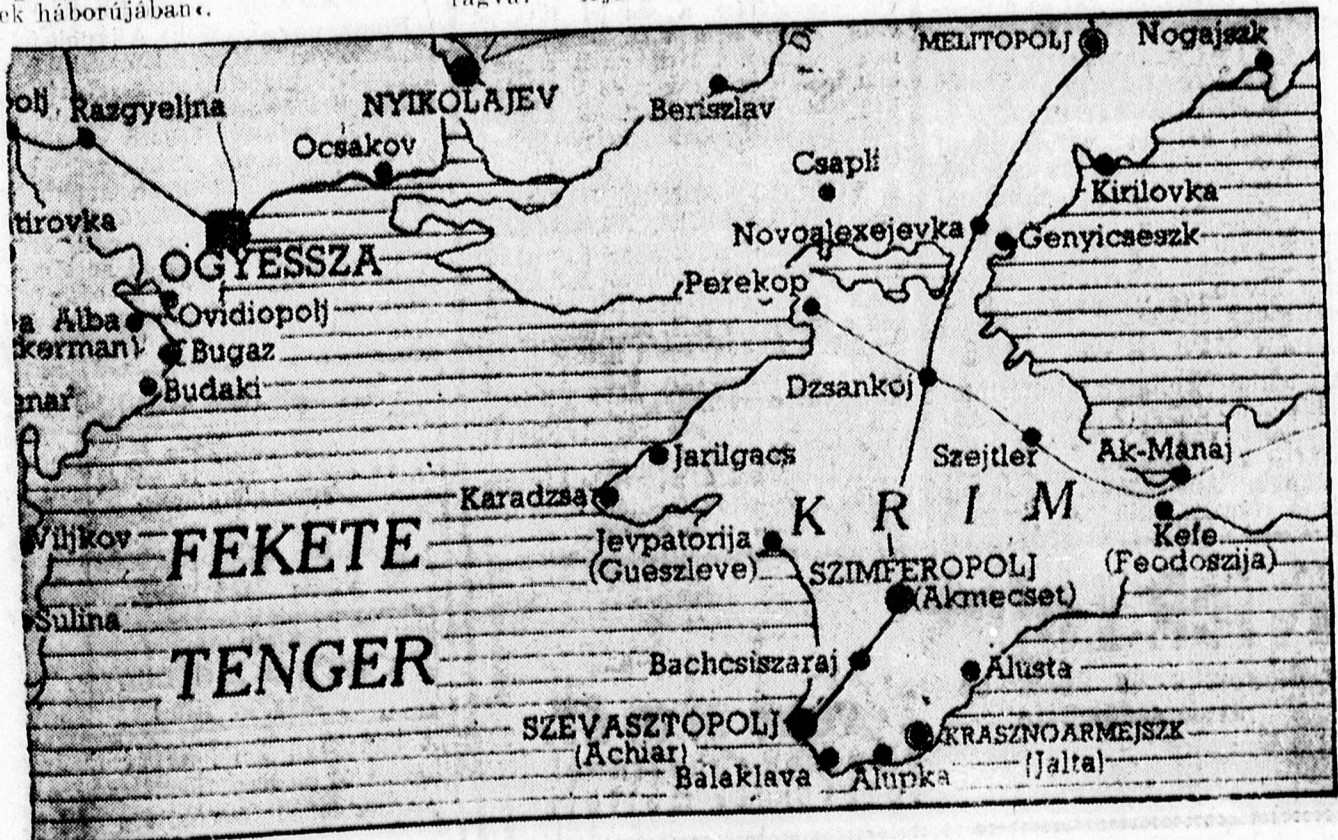 ek háborújában«.
MELITOPOLJ
Nogajszk
Razgyeljna
NYIKOLAJEV
Beriszlav
Ocsakov
Csapli
Kirilovka
tirovka
Novoalexejevka
Genyicseszk
OGYESSZA
Perekop
Ovidiopolj
a Alba
kerman)
Bugaz
Budaki
Dzsankoj
Jarilgacs
Szejtler
Ak-Manaj
Karadzsa
KRIM
Viljkov
FEKETE
Jevpatorija
(Gueszleve)
Kefe
(Feodoszija)
SZIMFEROPOLJ
(Akmecset)
Sulina
TENGER
Bachcsiszaraj
Alusta
SZEVASZTOPOLJ
(Achiar)
KRASZNOARMEJSZK
(Jalta)
Balaklava
Alupka